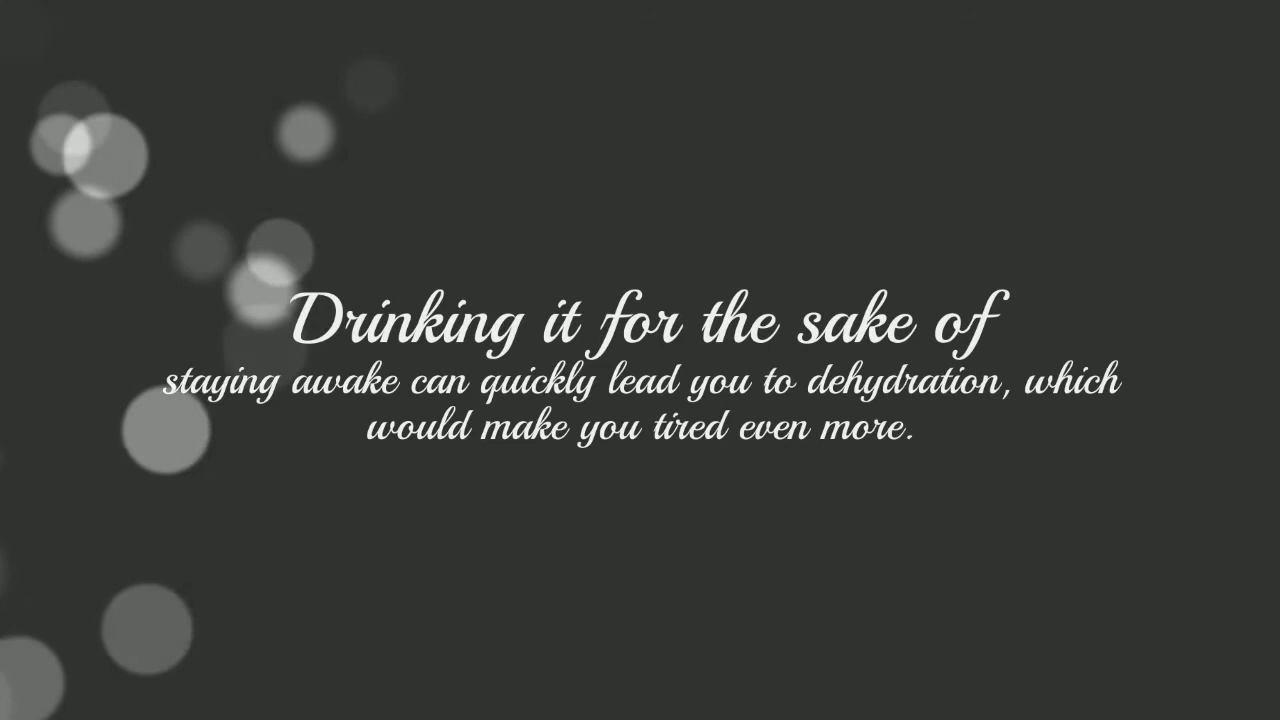 Drinking it for the sake of
staying awake can quickly lead you to dehydration, which
would make you tired even more.